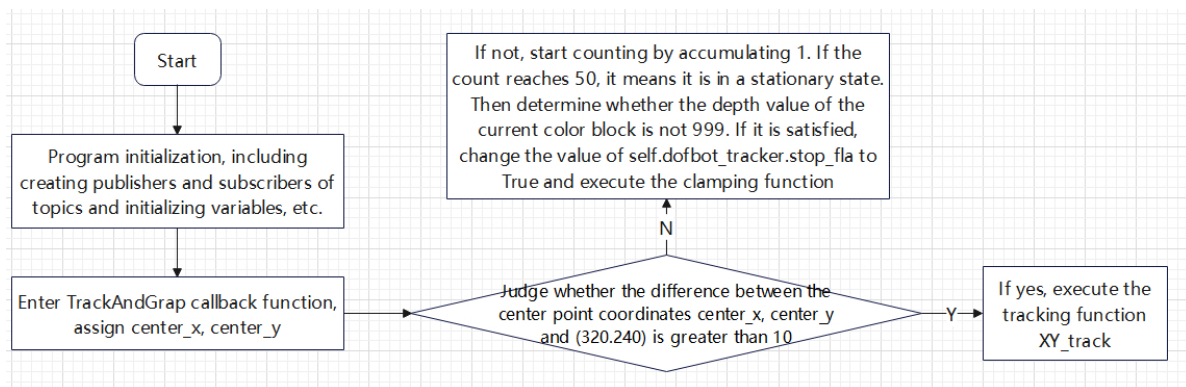 Start
Program initialization, including
creating publishers and subscribers of
topics and initializing variables, etc.
Enter TrackAndGrap callback function,
assign center_x, center_y
Judge whether the difference between the
center point coordinates center_x, center_y
and (320.240) is greater than 10
N
If not, start counting by accumulating 1. If the
count reaches 50, it means it is in a stationary state.
Then determine whether the depth value of the
current color block is not 999. If it is satisfied,
change the value of self.dofbot_tracker.stop_fla to
True and execute the clamping function
Y
If yes, execute the
tracking function
XY_track